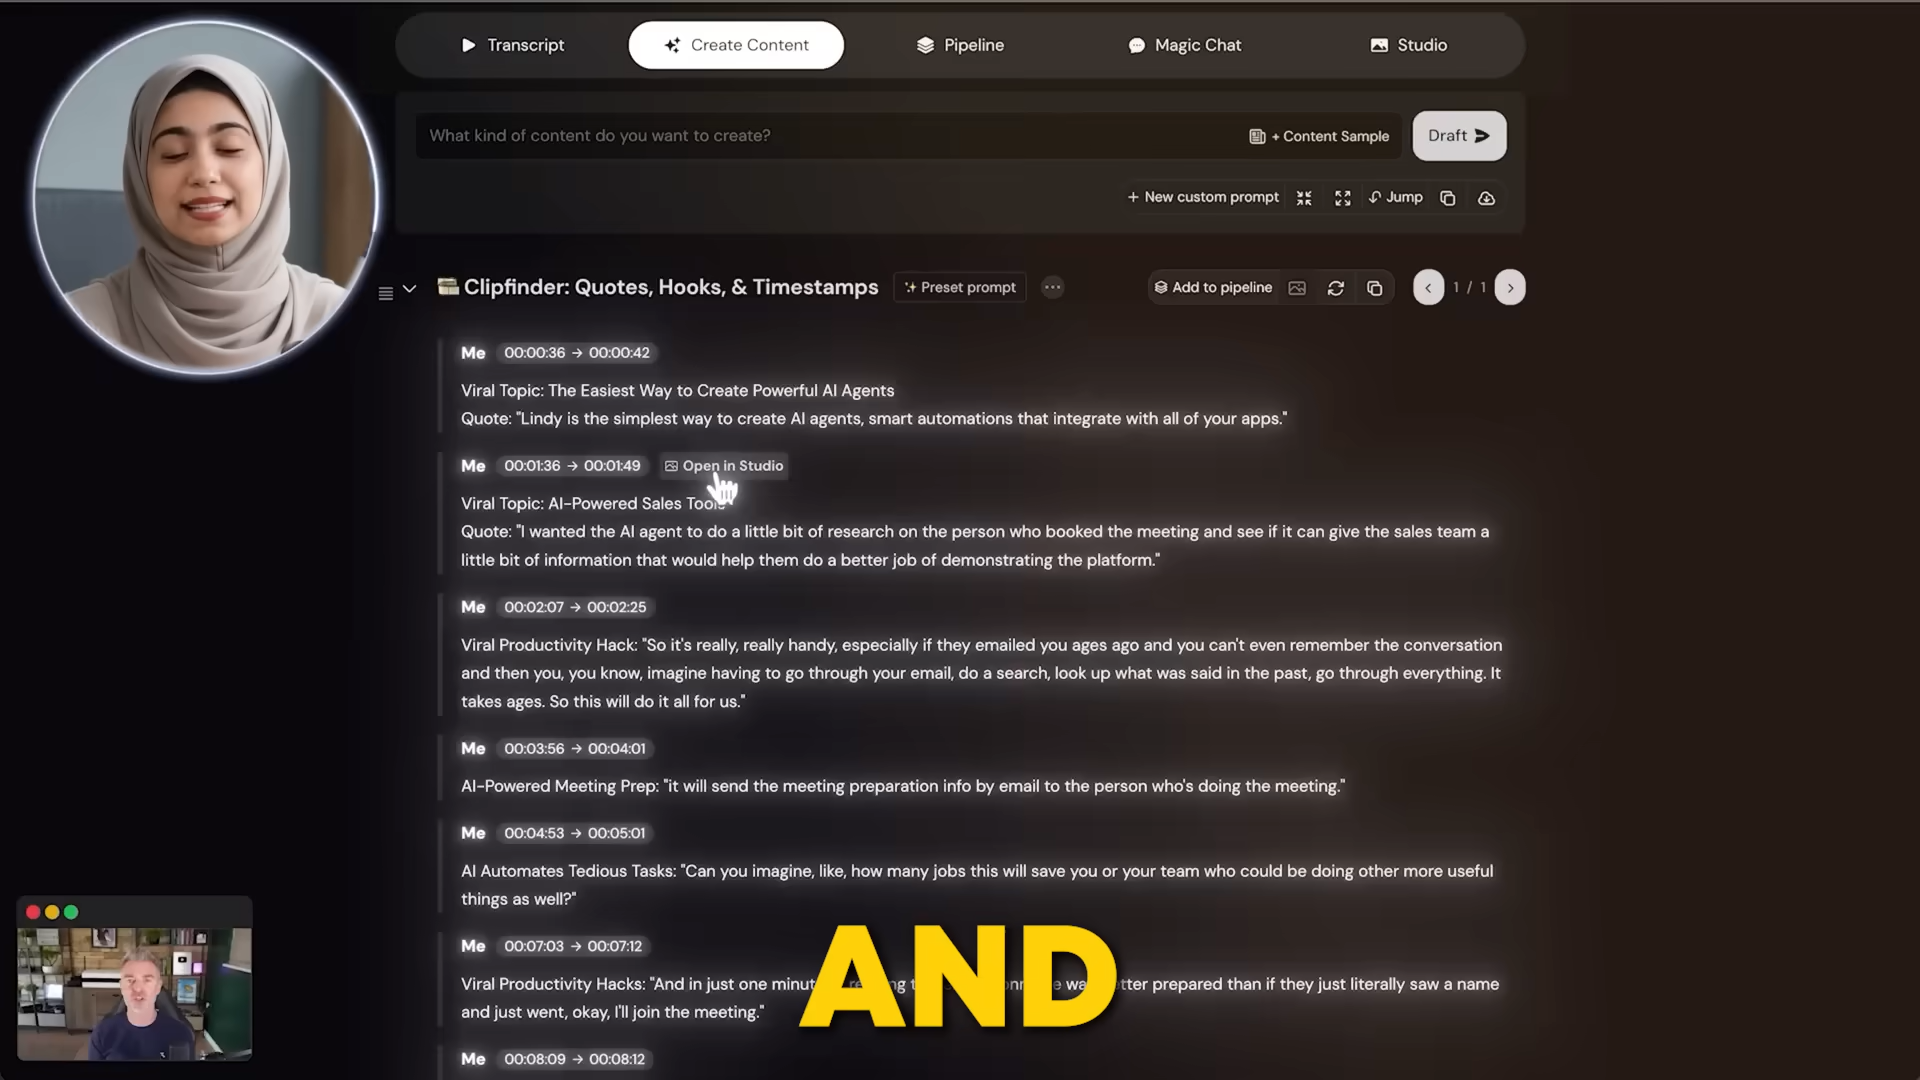 Transcript
Create Content
Pipeline
Magic Chat
Studio
What kind of content do you want to create?
+ Content Sample
Draft
+ New custom prompt
Jump
Clipfinder: Quotes, Hooks, & Timestamps
Preset prompt
Add to pipeline
1 / 1
Me 00:00:36 → 00:00:42
Viral Topic: The Easiest Way to Create Powerful AI Agents
Quote: "Lindy is the simplest way to create AI agents, smart automations that integrate with all of your apps."
Me 00:01:36 → 00:01:49 Open in Studio
Viral Topic: AI-Powered Sales Tools
Quote: "I wanted the AI agent to do a little bit of research on the person who booked the meeting and see if it can give the sales team a
little bit of information that would help them do a better job of demonstrating the platform."
Me 00:02:07 → 00:02:25
Viral Productivity Hack: "So it's really, really handy, especially if they emailed you ages ago and you can't even remember the conversation
and then you, you know, imagine having to go through your email, do a search, look up what was said in the past, go through everything. It
takes ages. So this will do it all for us."
Me 00:03:56 → 00:04:01
AI-Powered Meeting Prep: "it will send the meeting preparation info by email to the person who's doing the meeting."
Me 00:04:53 → 00:05:01
AI Automates Tedious Tasks: "Can you imagine, like, how many jobs this will save you or your team who could be doing other more useful
things as well?"
Me 00:07:03 → 00:07:12
Viral Productivity Hacks: "And in just one prepared than if they just literally saw a name
and just went, okay, I'll join the meeting."
AND
Me 00:08:09 → 00:08:12